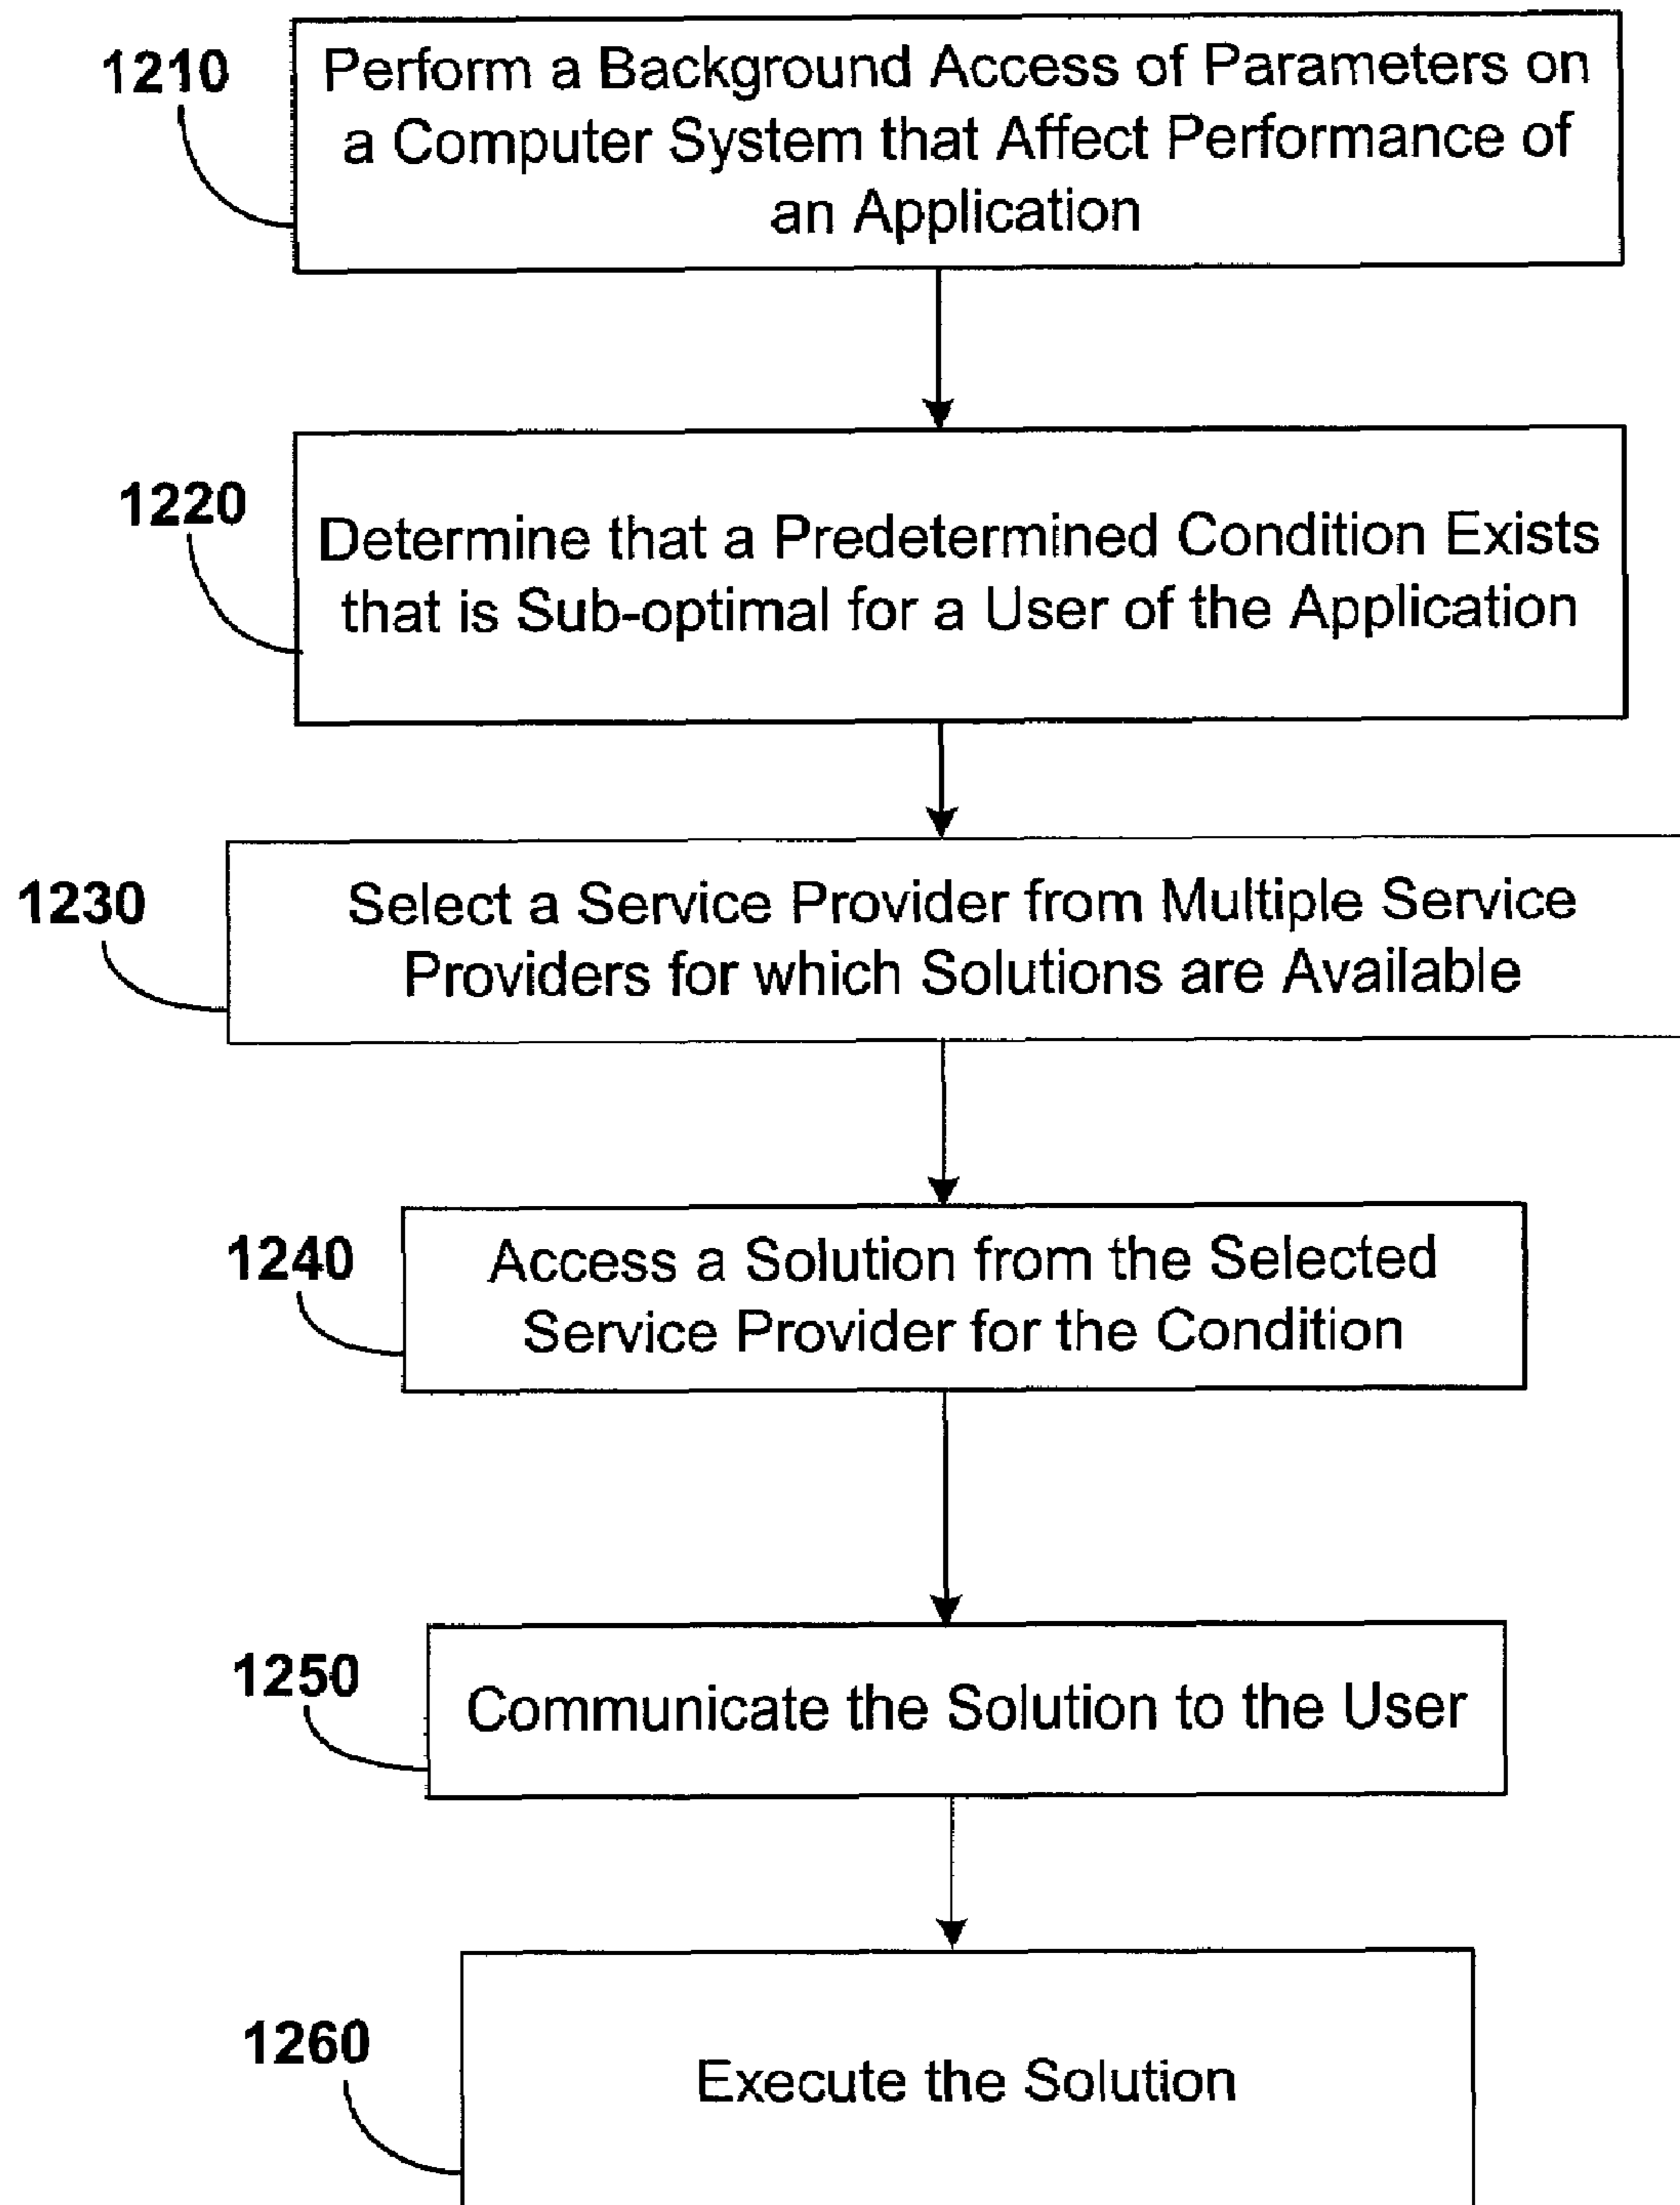 1210
Perform a Background Access of Parameters on
a Computer System that Affect Performance of
an Application
1220
Determine that a Predetermined Condition Exists
that is Sub-optimal for a User of the Application
1230
Select a Service Provider from Multiple Service
Providers for which Solutions are Available
1240
Access a Solution from the Selected
Service Provider for the Condition
1250
Communicate the Solution to the User
1260
Execute the Solution